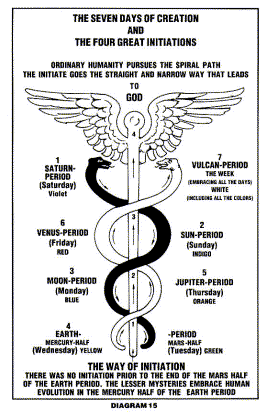 THE SEVEN DAYS OF CREATION
AND
THE FOUR GREAT INITIATIONS
ORDINARY HUMANITY PURSUES THE SPIRAL PATH
THE INITIATE GOES THE STRAIGHT AND NARROW WAY THAT LEADS
TO
GOD
4
1
SATURN-
PERIOD
(Saturday)
Violet
7
VULCAN-PERIOD
THE WEEK
(EMBRACING ALL THE DAYS)
WHITE
(INCLUDING ALL THE COLORS)
3
6
VENUS-PERIOD
(Friday)
RED
2
SUN-PERIOD
(Sunday)
INDIGO
3
MOON-PERIOD
(Monday)
BLUE
2
5
JUPITER-PERIOD
(Thursday)
ORANGE
4
EARTH-
MERCURY-HALF
(Wednesday) YELLOW
1
-PERIOD
MARS-HALF
(Tuesday) GREEN
THE WAY OF INITIATION
THERE WAS NO INITIATION PRIOR TO THE END OF THE MARS HALF
OF THE EARTH PERIOD. THE LESSER MYSTERIES EMBRACE HUMAN
EVOLUTION IN THE MERCURY HALF OF THE EARTH PERIOD
DIAGRAM 15